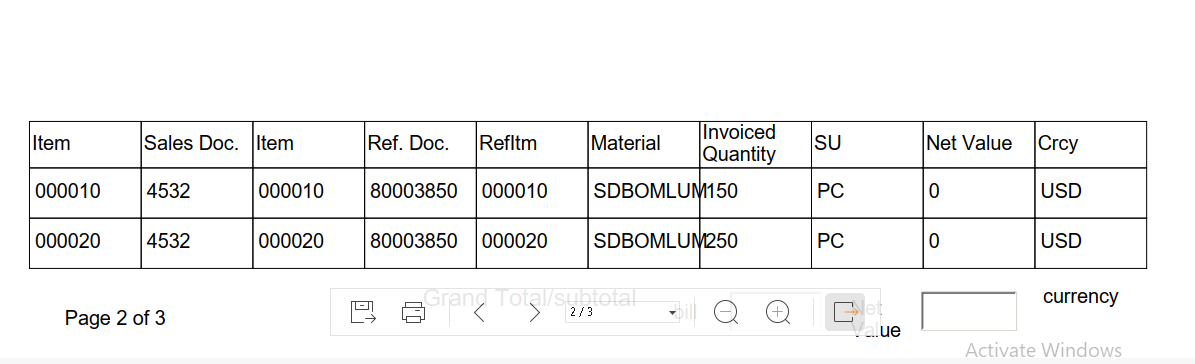 Item Sales Doc. Item Ref. Doc. RefItm Material Invoiced Quantity SU Net Value Crcy
000010 4532 000010 80003850 000010 SDBOMLUM 150 PC 0 USD
000020 4532 000020 80003850 000020 SDBOMLUM 250 PC 0 USD
Grand Total/subtotal
currency
Page 2 of 3
2 / 3
bill
Net
Value
Activate Windows